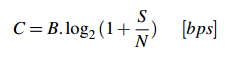 C = B.log₂ (1 + S/N) [bps]